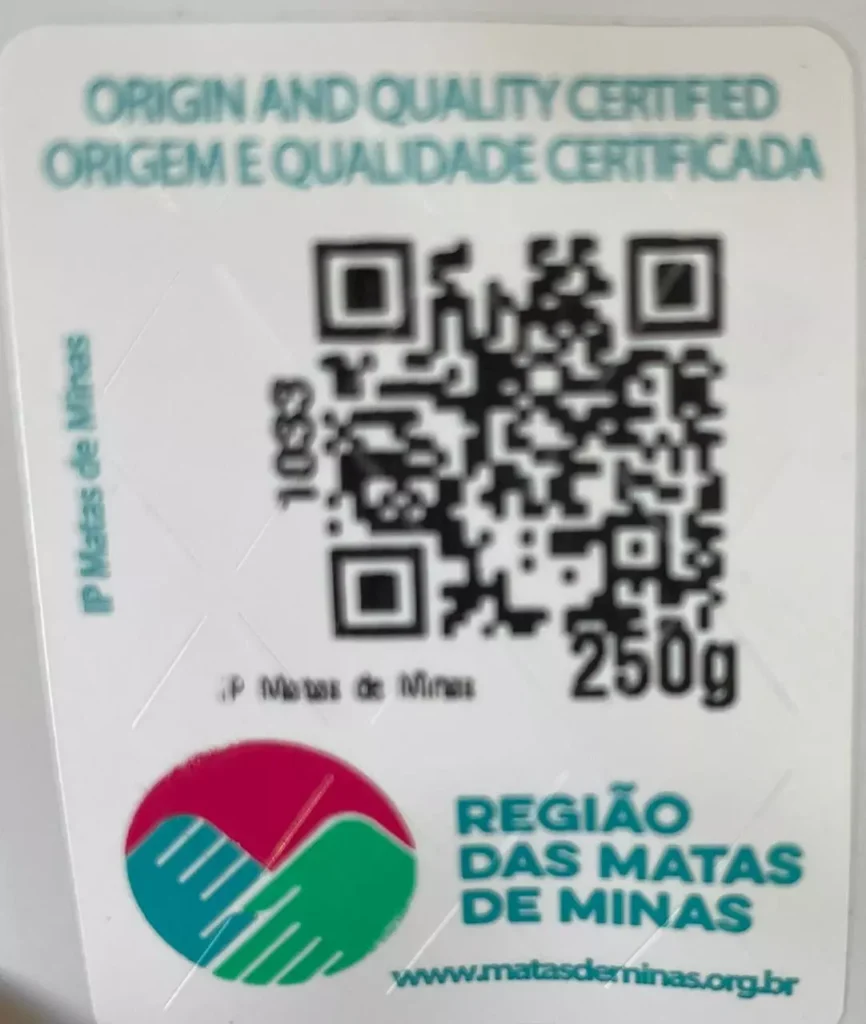 ORIGIN AND QUALITY CERTIFIED
ORIGEM E QUALIDADE CERTIFICADA
IP Matas de Minas
1033
250g
IP Matas de Minas
REGIÃO
DAS MATAS
DE MINAS
www.matasdeminas.org.br